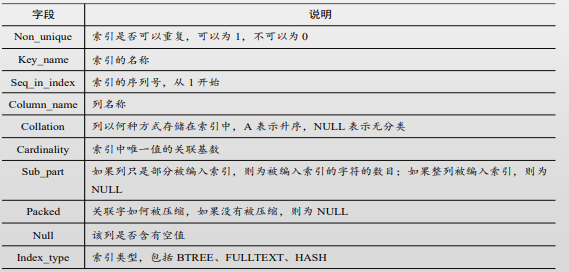 字段 说明
Non_unique 索引是否可以重复，可以为 1，不可以为 0
Key_name 索引的名称
Seq_in_index 索引的序列号，从 1 开始
Column_name 列名称
Collation 列以何种方式存储在索引中，A 表示升序，NULL 表示无分类
Cardinality 索引中唯一值的关联基数
Sub_part 如果列只是部分被编入索引，则为被编入索引的字符的数目；如果整列被编入索引，则为
NULL
Packed 关联字如何被压缩，如果没有被压缩，则为 NULL
Null 该列是否含有空值
Index_type 索引类型，包括 BTREE、FULLTEXT、HASH